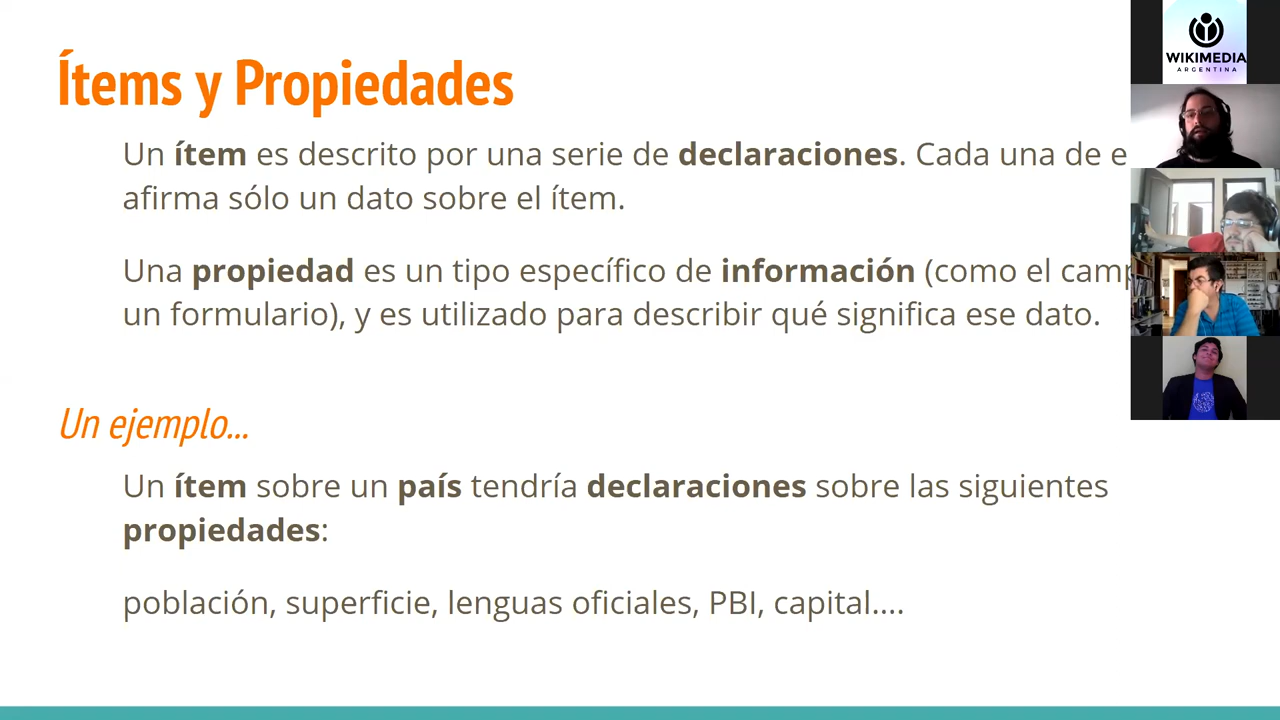 Ítems y Propiedades
Un ítem es descrito por una serie de declaraciones. Cada una de
afirma sólo un dato sobre el ítem.
Una propiedad es un tipo específico de información (como el
un formulario), y es utilizado para describir qué significa ese dato.
Un ejemplo...
Un ítem sobre un país tendría declaraciones sobre las siguientes
propiedades:
población, superficie, lenguas oficiales, PBI, capital....
WIKIMEDIA
ARGENTINA